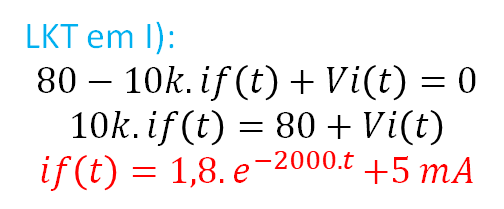 LKT em I):
80 − 10k. if(t) + Vi(t) = 0
10k. if(t) = 80 + Vi(t)
if(t) = 1,8. e^−2000.t +5 mA